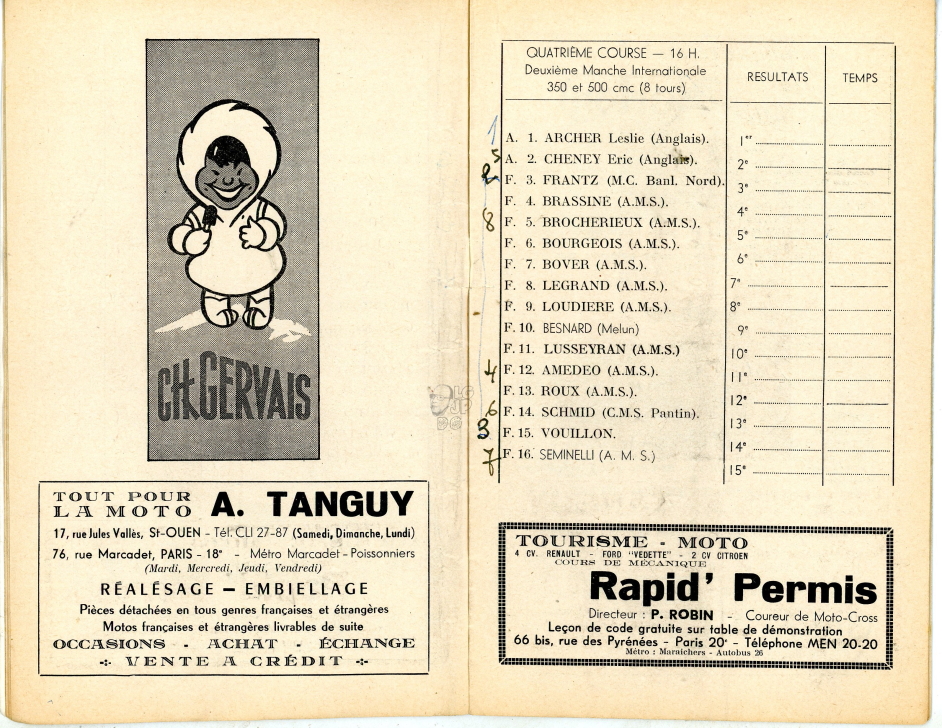 CH. GERVAIS
TOUT POUR
LA MOTO
A. TANGUY
17, rue Jules Vallès, St-OUEN - Tél. CLI 27-87 (Samedi, Dimanche, Lundi)
76, rue Marcadet, PARIS - 18e - Métro Marcadet-Poissonniers
(Mardi, Mercredi, Jeudi, Vendredi)
RÉALÉSAGE — EMBIELLAGE
Pièces détachées en tous genres françaises et étrangères
Motos françaises et étrangères livrables de suite
OCCASIONS - ACHAT - ÉCHANGE
VENTE A CRÉDIT
QUATRIÈME COURSE — 16 H.
Deuxième Manche Internationale
350 et 500 cmc (8 tours)
RESULTATS
TEMPS
1 A. 1. ARCHER Leslie (Anglais).
5 A. 2. CHENEY Eric (Anglais).
2 F. 3. FRANTZ (M.C. Banl. Nord).
F. 4. BRASSINE (A.M.S.).
8 F. 5. BROCHERIEUX (A.M.S.).
F. 6. BOURGEOIS (A.M.S.).
F. 7. BOVER (A.M.S.).
F. 8. LEGRAND (A.M.S.).
F. 9. LOUDIERE (A.M.S.).
F. 10. BESNARD (Melun)
F. 11. LUSSEYRAN (A.M.S.)
4 F. 12. AMEDEO (A.M.S.).
F. 13. ROUX (A.M.S.).
6 F. 14. SCHMID (C.M.S. Pantin).
3 F. 15. VOUILLON.
7 F. 16. SEMINELLI (A. M. S.)
1er
2e
3e
4e
5e
6e
7e
8e
9e
10e
11e
12e
13e
14e
15e
TOURISME - MOTO
4 CV. RENAULT - FORD "VEDETTE" - 2 CV CITROEN
COURS DE MÉCANIQUE
Rapid' Permis
Directeur : P. ROBIN - Coureur de Moto-Cross
Leçon de code gratuite sur table de démonstration
66 bis, rue des Pyrénées - Paris 20e - Téléphone MEN 20-20
Métro : Maraichers - Autobus 26